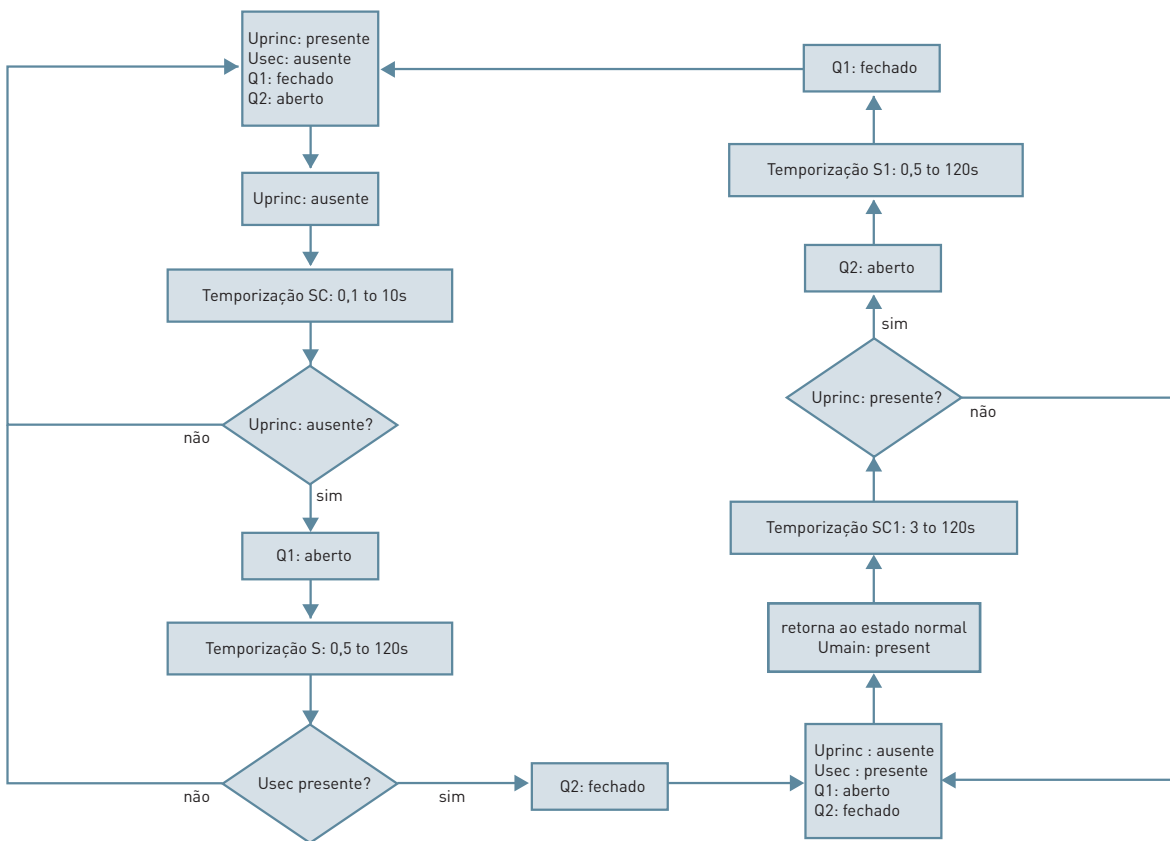 Uprinc: presente
Usec: ausente
Q1: fechado
Q2: aberto
Uprinc: ausente
Temporização SC: 0,1 to 10s
Uprinc: ausente?
não
sim
Q1: aberto
Temporização S: 0,5 to 120s
Usec presente?
não
sim
Q2: fechado
Uprinc : ausente
Usec : presente
Q1: aberto
Q2: fechado
retorna ao estado normal
Umain: present
Temporização SC1: 3 to 120s
Uprinc: presente?
não
sim
Q2: aberto
Temporização S1: 0,5 to 120s
Q1: fechado